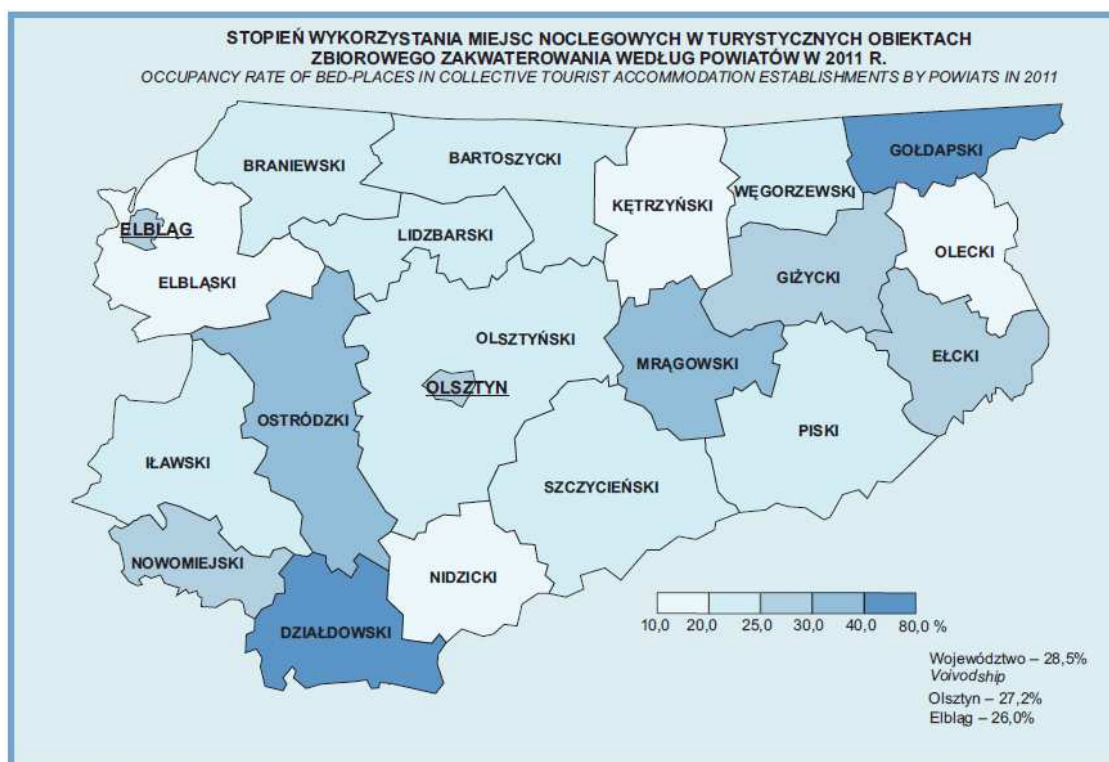 STOPIEŃ WYKORZYSTANIA MIEJSC NOCLEGOWYCH W TURYSTYCZNYCH OBIEKTACH
ZBIOROWEGO ZAKWATEROWANIA WEDŁUG POWIATÓW W 2011 R.
OCCUPANCY RATE OF BED-PLACES IN COLLECTIVE TOURIST ACCOMMODATION ESTABLISHMENTS BY POWIATS IN 2011
GOŁDAPSKI
BRANIEWSKI
BARTOSZYCKI
WĘGORZEWSKI
KĘTRZYŃSKI
ELBLĄG
LIDZBARSKI
OLECKI
ELBLĄSKI
GIŻYCKI
OLSZTYŃSKI
EŁCKI
MRĄGOWSKI
OLSZTYN
OSTRÓDZKI
PISKI
IŁAWSKI
SZCZYCIEŃSKI
NOWOMIEJSKI
NIDZICKI
DZIAŁDOWSKI
10,0 20,0 25,0 30,0 40,0 80,0 %
Województwo – 28,5%
Voivodship
Olsztyn – 27,2%
Elbląg – 26,0%